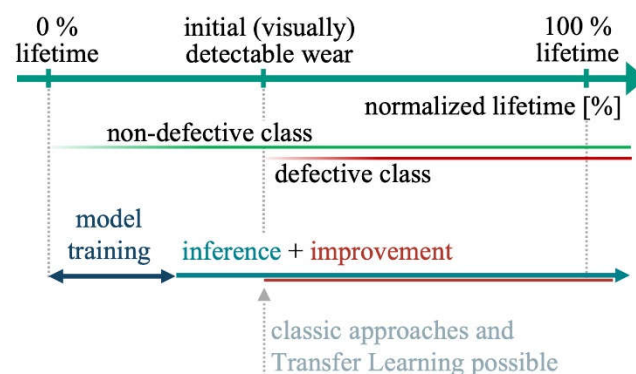 0 %
lifetime
initial (visually)
detectable wear
100 %
lifetime
normalized lifetime [%]
non-defective class
defective class
model
training
inference + improvement
classic approaches and
Transfer Learning possible